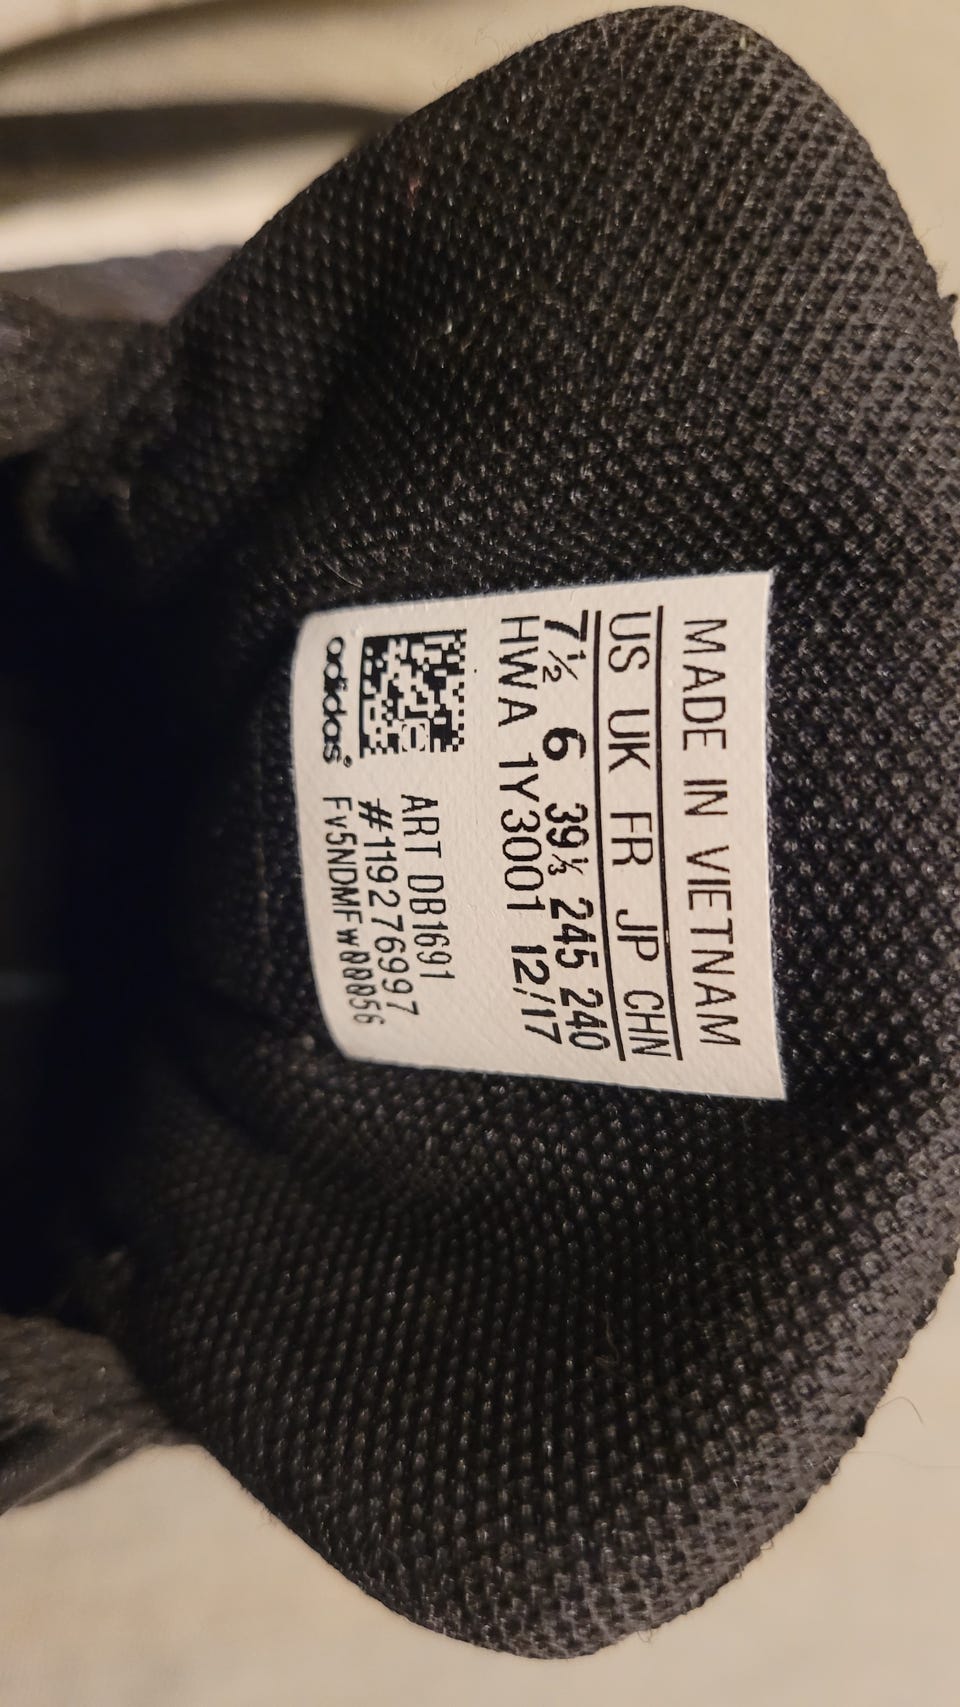 MADE IN VIETNAM
US UK FR JP CHN
7½ 6 39⅓ 245 240
HWA 1Y3001 12/17
ART DB1691
#119276997
adidas® FV5NDMFW00056